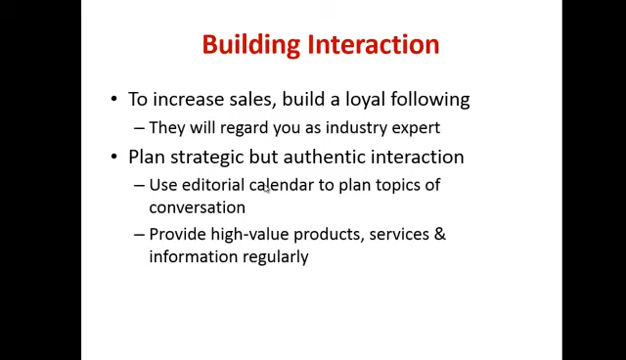 Building Interaction
• To increase sales, build a loyal following
– They will regard you as industry expert
• Plan strategic but authentic interaction
– Use editorial calendar to plan topics of
conversation
– Provide high-value products, services &
information regularly